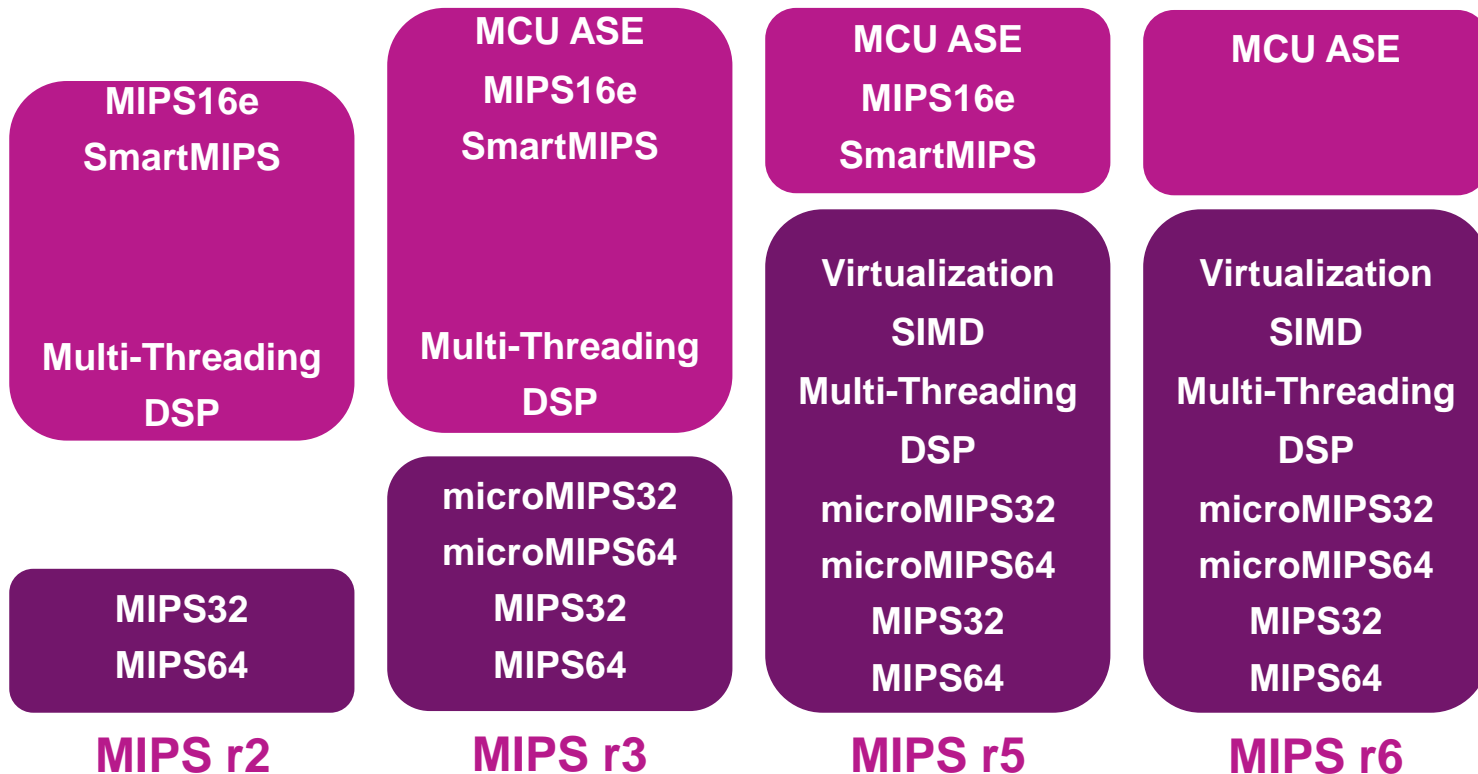 MIPS16e
SmartMIPS
Multi-Threading
DSP
MIPS32
MIPS64
MIPS r2
MCU ASE
MIPS16e
SmartMIPS
Multi-Threading
DSP
microMIPS32
microMIPS64
MIPS32
MIPS64
MIPS r3
MCU ASE
MIPS16e
SmartMIPS
Virtualization
SIMD
Multi-Threading
DSP
microMIPS32
microMIPS64
MIPS32
MIPS64
MIPS r5
MCU ASE
Virtualization
SIMD
Multi-Threading
DSP
microMIPS32
microMIPS64
MIPS32
MIPS64
MIPS r6